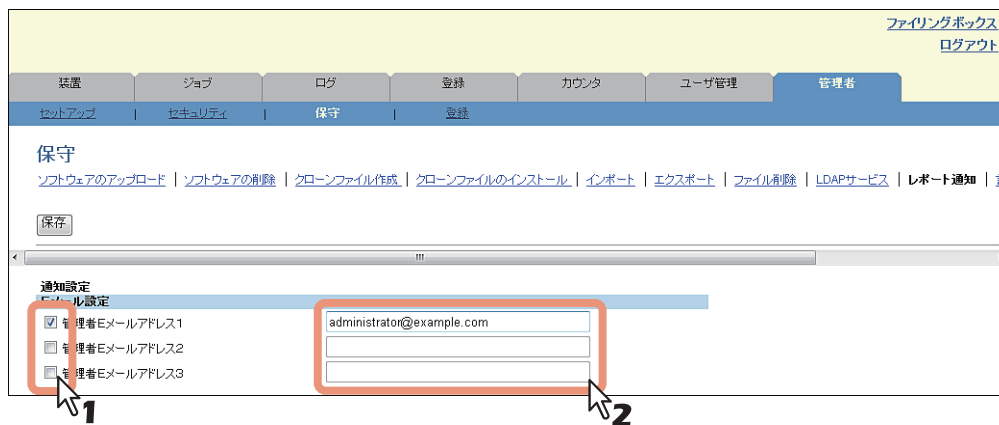 ファイリングボックス
ログアウト
装置 ジョブ ログ 登録 カウンタ ユーザ管理 管理者
セットアップ | セキュリティ | 保守 | 登録
保守
ソフトウェアのアップロード | ソフトウェアの削除 | クローンファイル作成 | クローンファイルのインストール | インポート | エクスポート | ファイル削除 | LDAPサービス | レポート通知 |
保存
通知設定
Eメール設定
管理者Eメールアドレス1 administrator@example.com
管理者Eメールアドレス2
管理者Eメールアドレス3
1 2